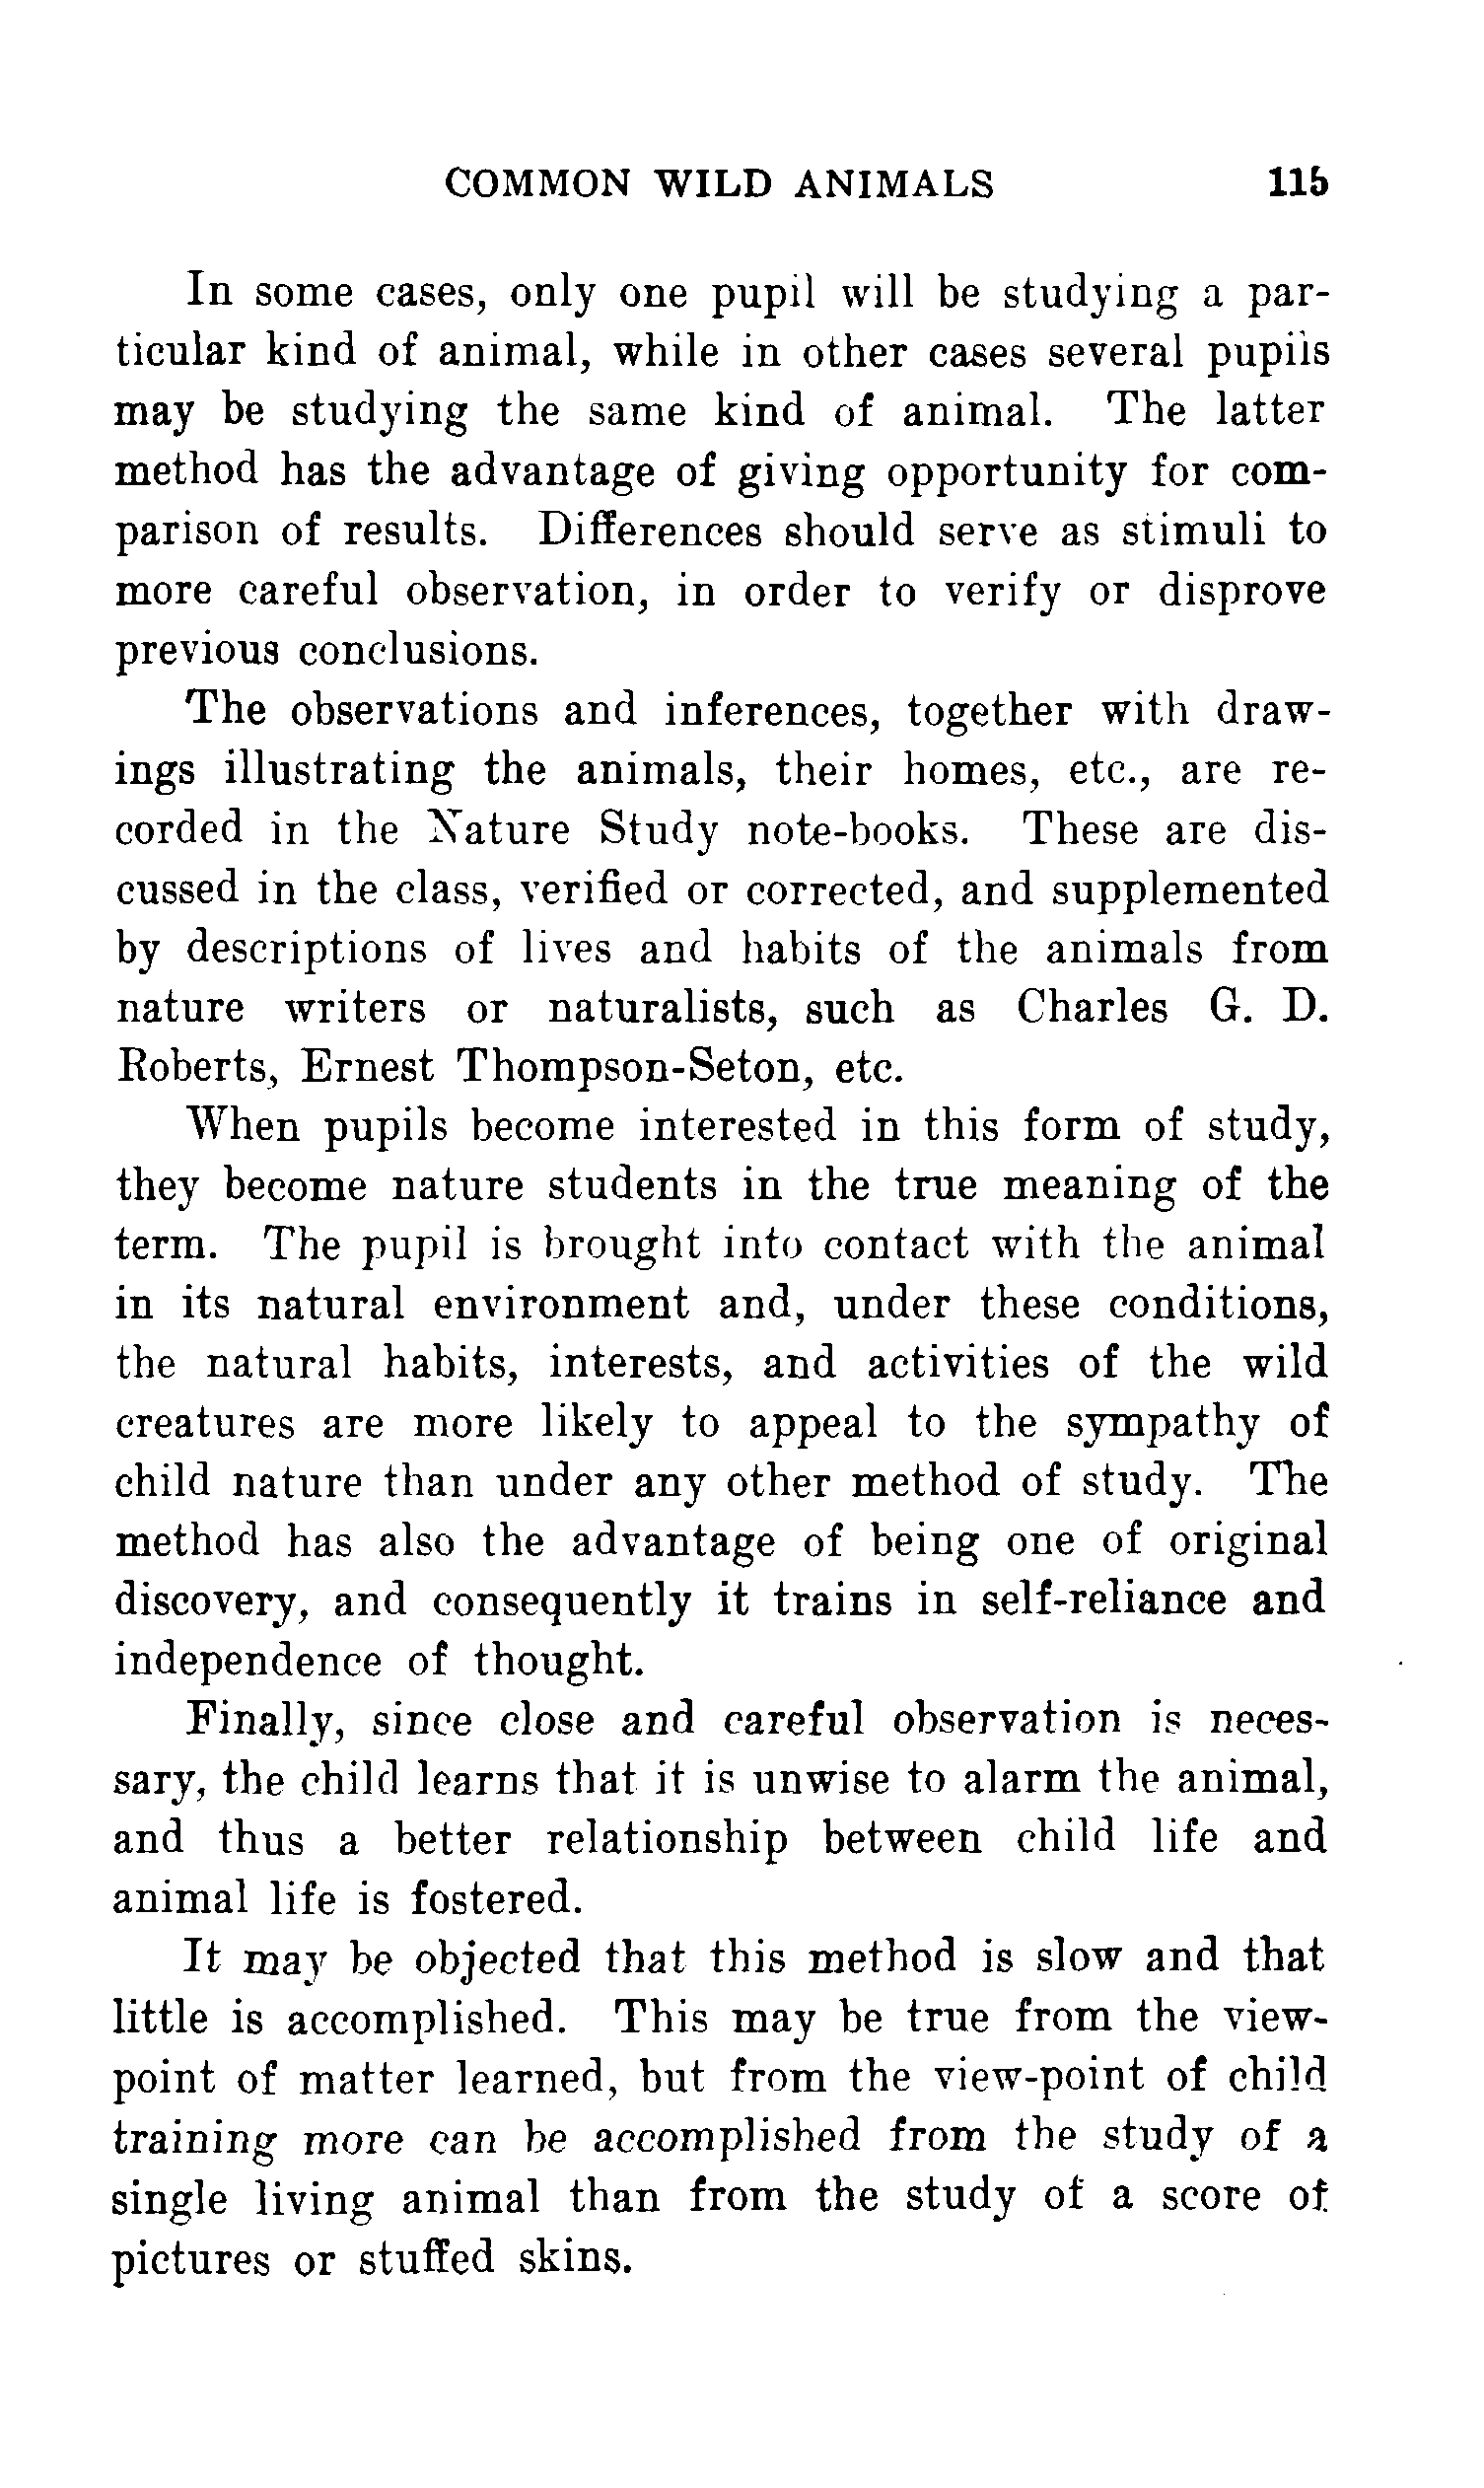 COMMON WILD ANIMALS 115
In some cases, only one pupil will be studying a par-
ticular kind of animal, while in other cases several pupils
may be studying the same kind of animal. The latter
method has the advantage of giving opportunity for com-
parison of results. Differences should serve as stimuli to
more careful observation, in order to verify or disprove
previous conclusions.
The observations and inferences, together with draw-
ings illustrating the animals, their homes, etc., are re-
corded in the Nature Study note-books. These are dis-
cussed in the class, verified or corrected, and supplemented
by descriptions of lives and habits of the animals from
nature writers or naturalists, such as Charles G. D.
Roberts, Ernest Thompson-Seton, etc.
When pupils become interested in this form of study,
they become nature students in the true meaning of the
term. The pupil is brought into contact with the animal
in its natural environment and, under these conditions,
the natural habits, interests, and activities of the wild
creatures are more likely to appeal to the sympathy of
child nature than under any other method of study. The
method has also the advantage of being one of original
discovery, and consequently it trains in self-reliance and
independence of thought.
Finally, since close and careful observation is neces-
sary, the child learns that it is unwise to alarm the animal,
and thus a better relationship between child life and
animal life is fostered.
It may be objected that this method is slow and that
little is accomplished. This may be true from the view-
point of matter learned, but from the view-point of child
training more can be accomplished from the study of a
single living animal than from the study of a score of
pictures or stuffed skins.